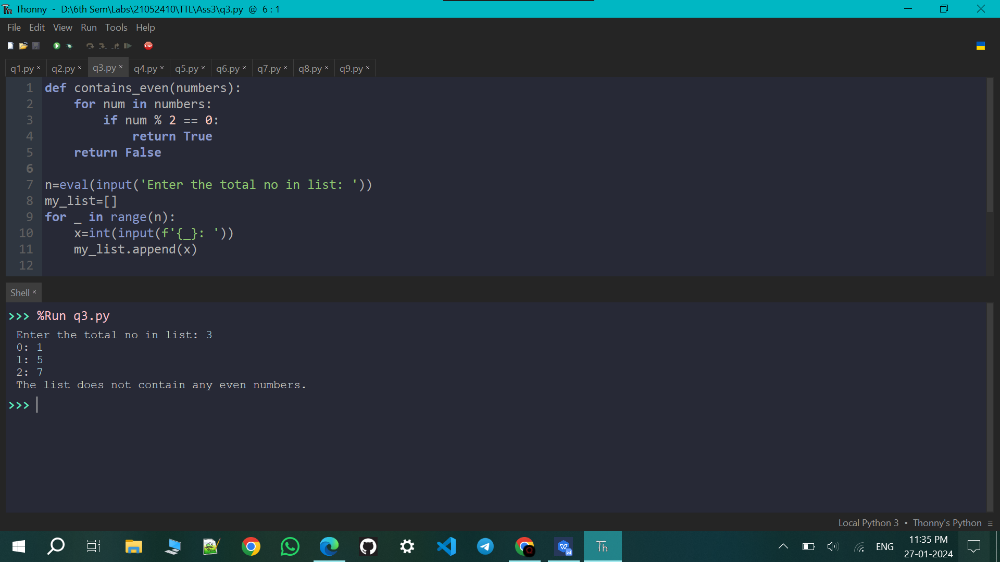 Thonny - D:\6th Sem\Labs\21052410\TTL\Ass3\q3.py @ 6 : 1
File Edit View Run Tools Help
STOP
q1.py × q2.py × q3.py × q4.py × q5.py × q6.py × q7.py × q8.py × q9.py ×
1 def contains_even(numbers):
2     for num in numbers:
3         if num % 2 == 0:
4             return True
5     return False
6
7 n=eval(input('Enter the total no in list: '))
8 my_list=[]
9 for _ in range(n):
10     x=int(input(f'{_}: '))
11     my_list.append(x)
12
Shell ×
>>> %Run q3.py
Enter the total no in list: 3
0: 1
1: 5
2: 7
The list does not contain any even numbers.
>>>
Local Python 3 • Thonny's Python ≡
Th
ENG
11:35 PM
27-01-2024